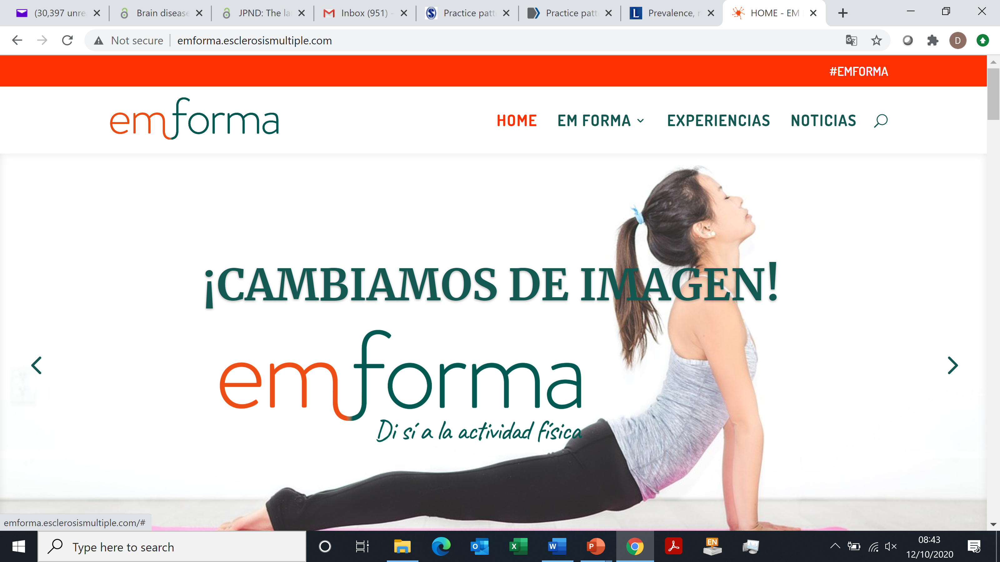 (30,397 unre
Brain disease
JPND: The la
Inbox (951) -
Practice patt
Practice patt
Prevalence, r
HOME - EM
Not secure
emforma.esclerosismultiple.com
D
#EMFORMA
emforma
HOME
EM FORMA
EXPERIENCIAS
NOTICIAS
¡CAMBIAMOS DE IMAGEN!
emforma
Di sí a la actividad física
emforma.esclerosismultiple.com/#
Type here to search
EN
08:43
12/10/2020